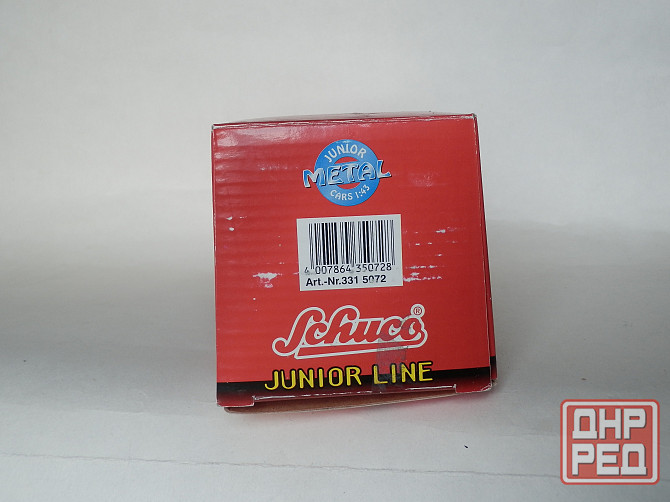 JUNIOR
METAL
CARS 1:43
4 007864 350728
Art.-Nr.331 5072
Schuco®
JUNIOR LINE
ДНР
РЕД